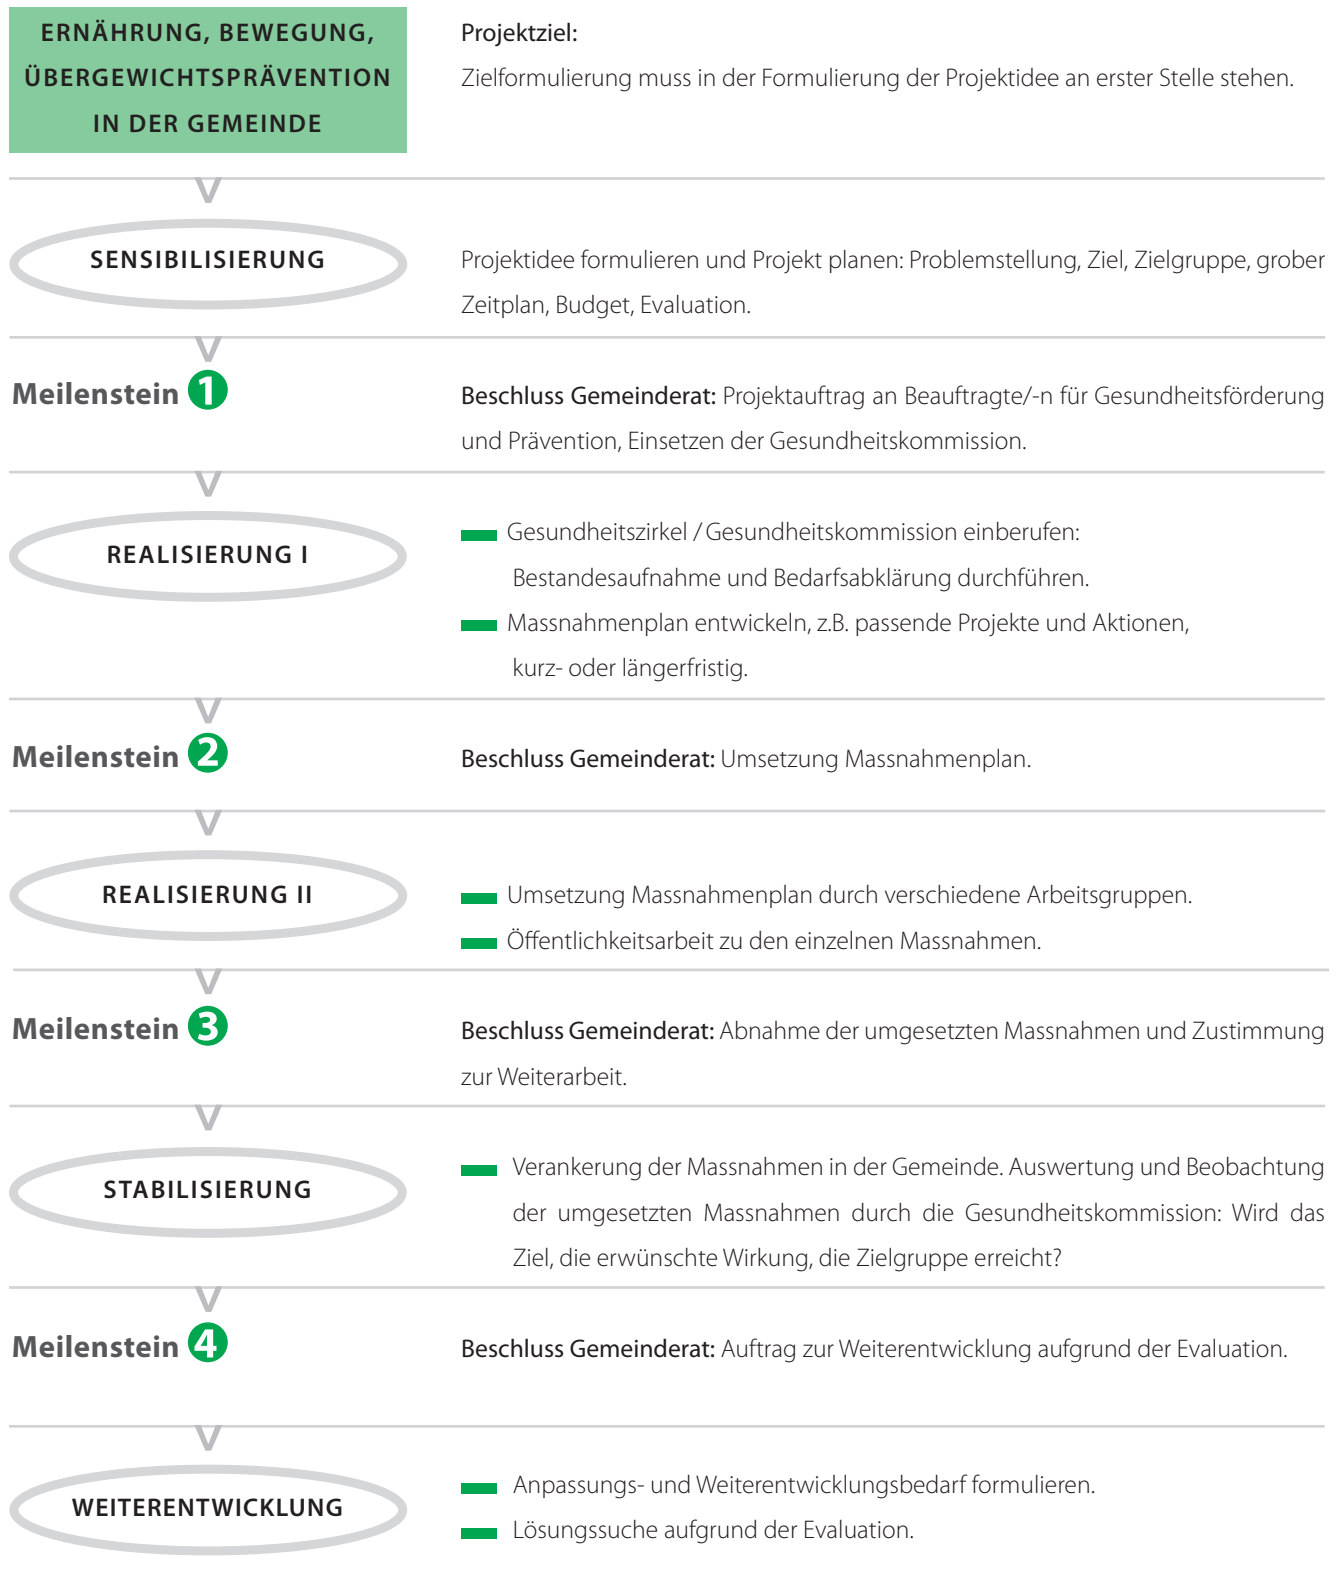 ERNÄHRUNG, BEWEGUNG,
ÜBERGEWICHTSPRÄVENTION
IN DER GEMEINDE
Projektziel:
Zielformulierung muss in der Formulierung der Projektidee an erster Stelle stehen.
SENSIBILISIERUNG
Projektidee formulieren und Projekt planen: Problemstellung, Ziel, Zielgruppe, grober
Zeitplan, Budget, Evaluation.
Meilenstein 1
Beschluss Gemeinderat: Projektauftrag an Beauftragte/-n für Gesundheitsförderung
und Prävention, Einsetzen der Gesundheitskommission.
REALISIERUNG I
Gesundheitszirkel / Gesundheitskommission einberufen:
Bestandesaufnahme und Bedarfsabklärung durchführen.
Massnahmenplan entwickeln, z.B. passende Projekte und Aktionen,
kurz- oder längerfristig.
Meilenstein 2
Beschluss Gemeinderat: Umsetzung Massnahmenplan.
REALISIERUNG II
Umsetzung Massnahmenplan durch verschiedene Arbeitsgruppen.
Öffentlichkeitsarbeit zu den einzelnen Massnahmen.
Meilenstein 3
Beschluss Gemeinderat: Abnahme der umgesetzten Massnahmen und Zustimmung
zur Weiterarbeit.
STABILISIERUNG
Verankerung der Massnahmen in der Gemeinde. Auswertung und Beobachtung
der umgesetzten Massnahmen durch die Gesundheitskommission: Wird das
Ziel, die erwünschte Wirkung, die Zielgruppe erreicht?
Meilenstein 4
Beschluss Gemeinderat: Auftrag zur Weiterentwicklung aufgrund der Evaluation.
WEITERENTWICKLUNG
Anpassungs- und Weiterentwicklungsbedarf formulieren.
Lösungssuche aufgrund der Evaluation.